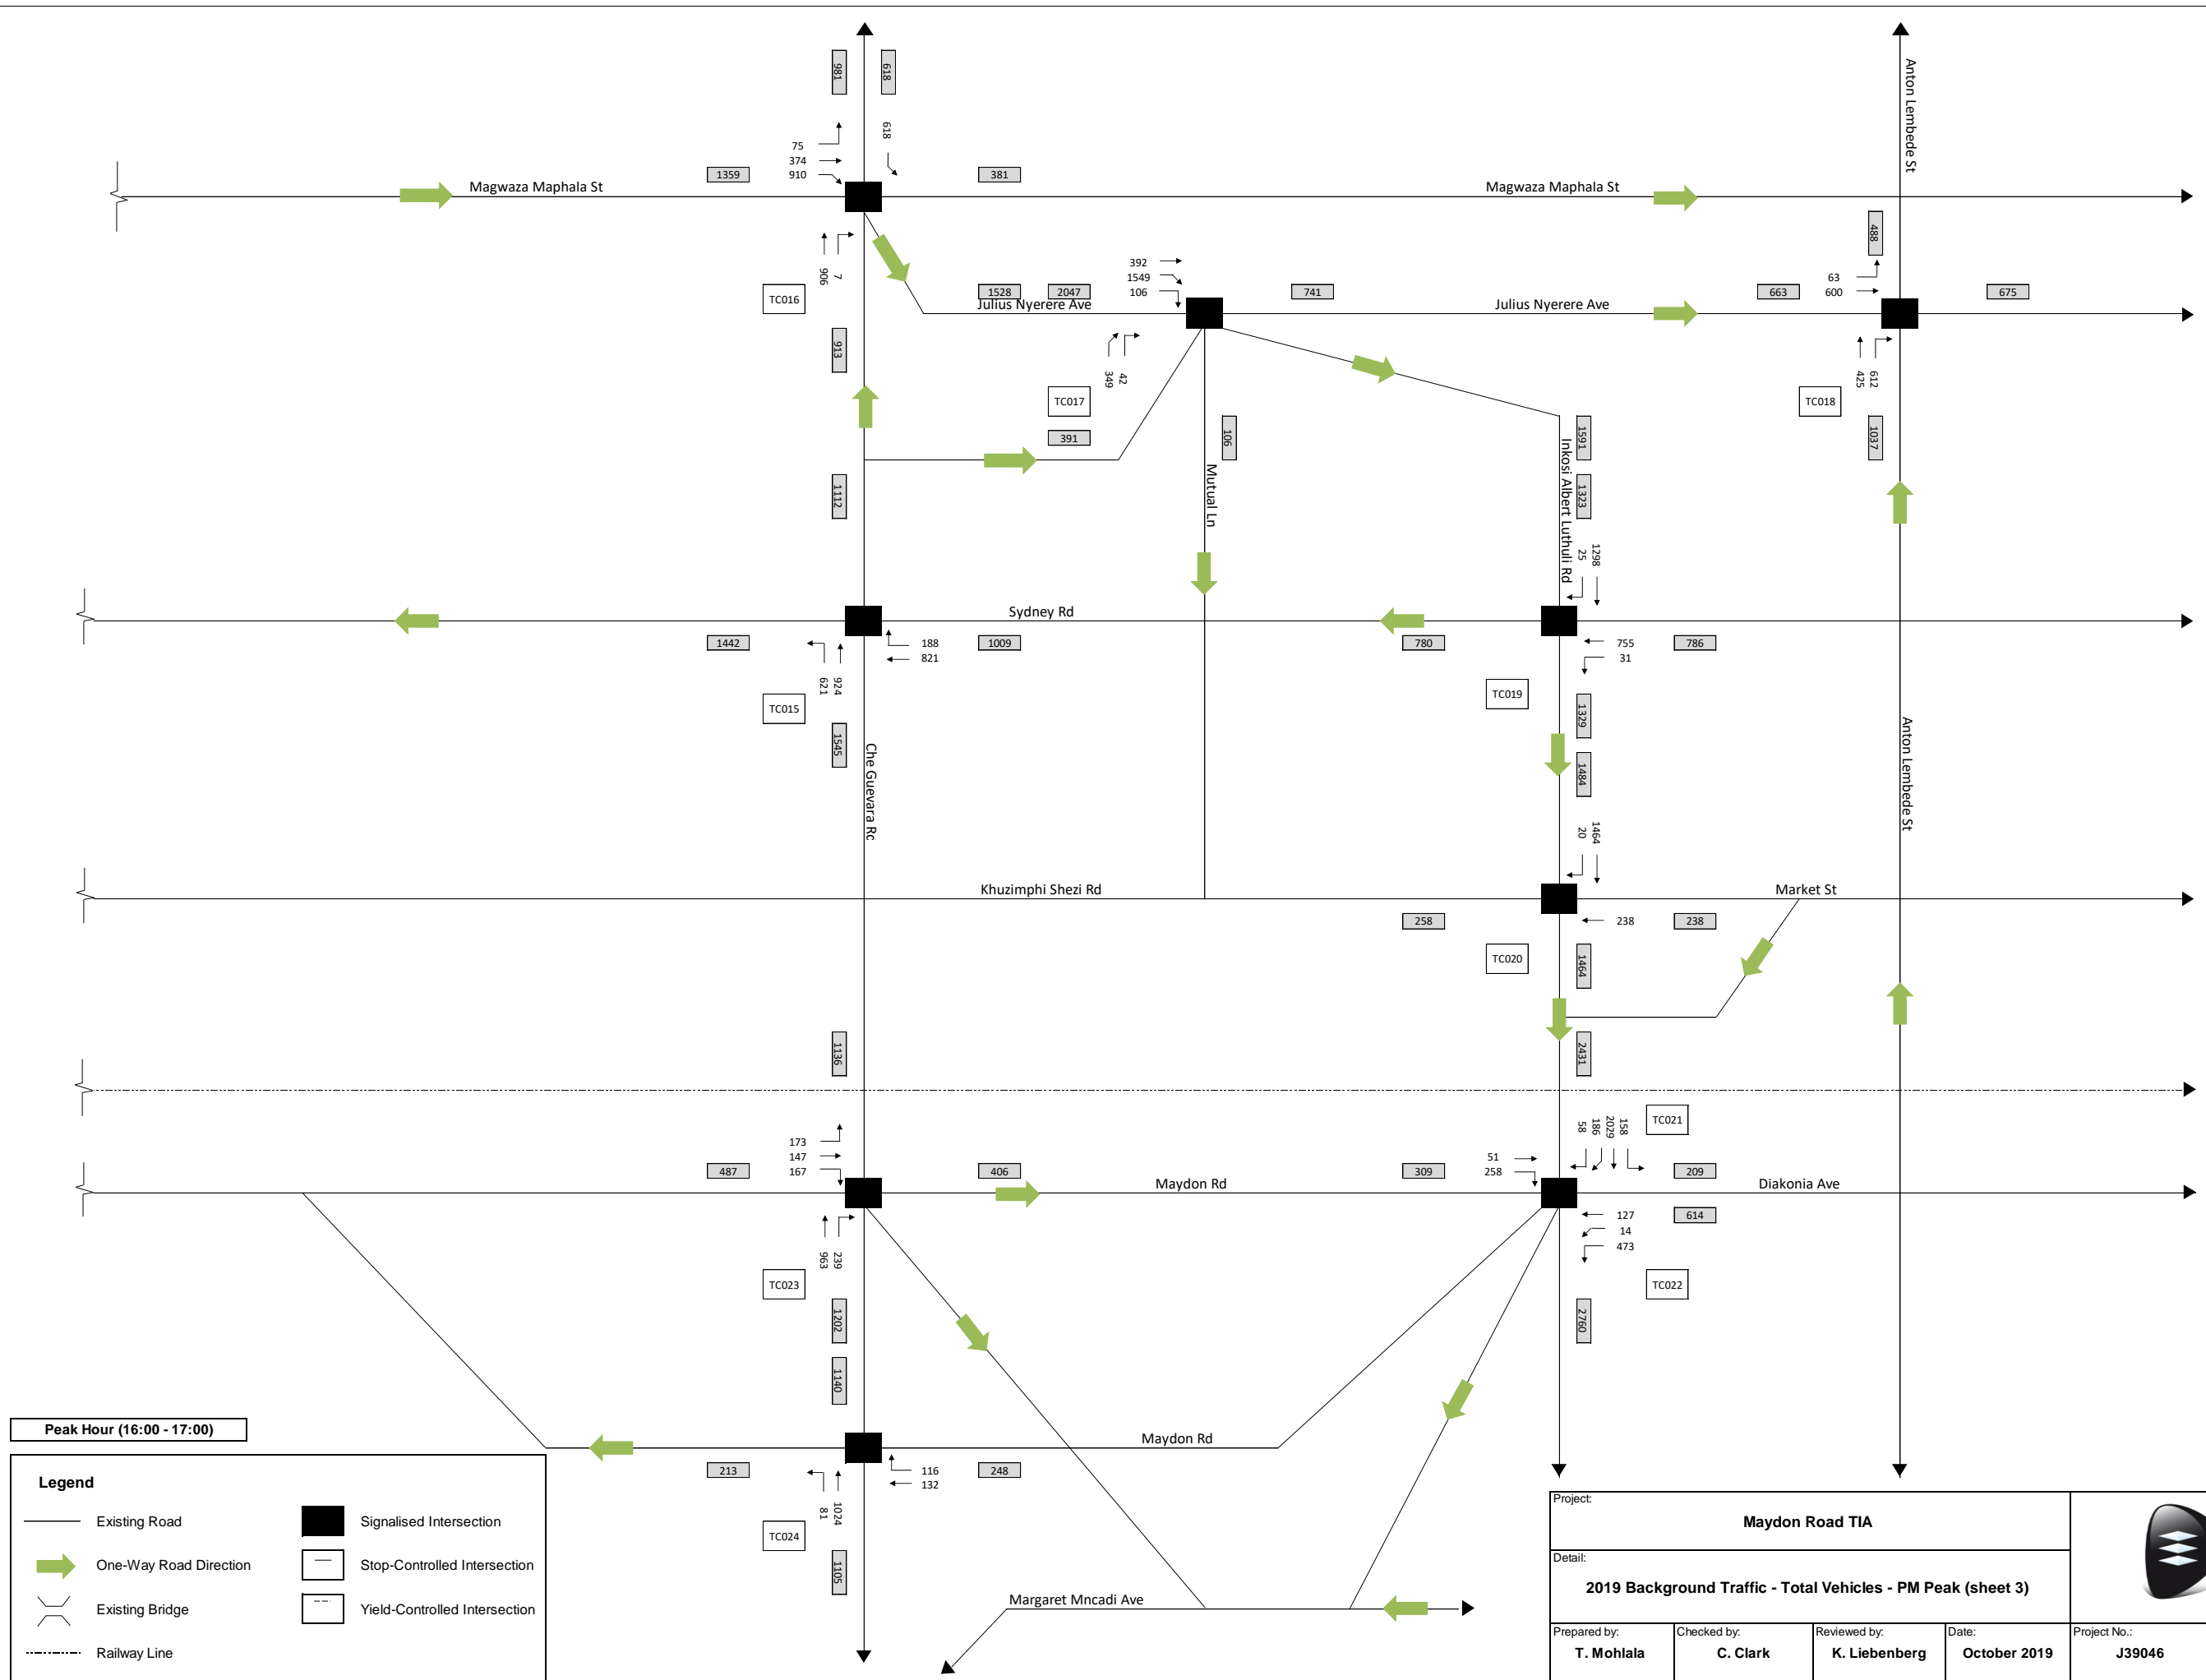 981
618
Anton Lembede St
75
374
910
618
1359
381
Magwaza Maphala St
Magwaza Maphala St
906
7
TC016
488
392
1549
106
63
600
1528
2047
741
663
675
Julius Nyerere Ave
Julius Nyerere Ave
913
349
42
TC017
391
425
612
TC018
1037
106
1591
1323
Inkosi Albert Luthuli Rd
Mutual Ln
1112
25
1298
Sydney Rd
1442
188
821
1009
780
755
31
786
621
924
TC015
1545
TC019
1329
1484
Che Guevara Rd
Anton Lembede St
20
1464
Khuzimphi Shezi Rd
Market St
258
238
238
TC020
1464
1136
2431
58
186
2029
158
TC021
173
147
167
487
406
309
51
258
209
Maydon Rd
Diakonia Ave
127
14
473
614
963
239
TC023
TC022
1202
2760
1140
Peak Hour (16:00 - 17:00)
Maydon Rd
213
116
132
248
81
1024
TC024
1105
Margaret Mncadi Ave
Legend
Existing Road
Signalised Intersection
One-Way Road Direction
Stop-Controlled Intersection
Existing Bridge
Yield-Controlled Intersection
Railway Line
Project:
Maydon Road TIA
Detail:
2019 Background Traffic - Total Vehicles - PM Peak (sheet 3)
Prepared by:
Checked by:
Reviewed by:
Date:
Project No.:
T. Mohlala
C. Clark
K. Liebenberg
October 2019
J39046